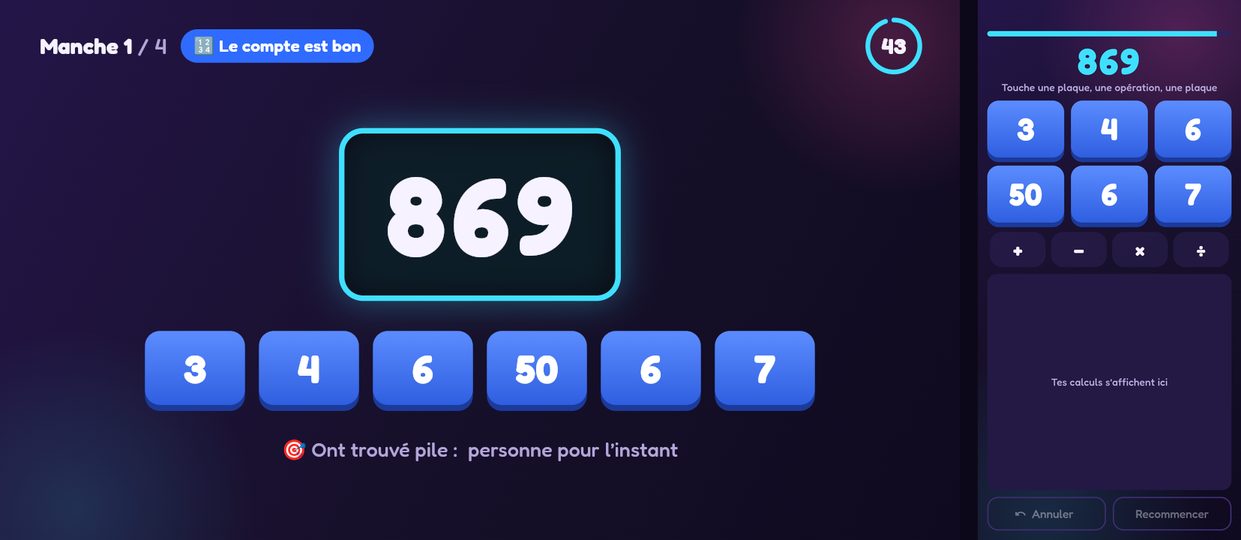 Manche 1 / 4 🔢 Le compte est bon
43
869
3 4 6 50 6 7
🎯 Ont trouvé pile : personne pour l'instant
869
Touche une plaque, une opération, une plaque
3 4 6
50 6 7
+ − × ÷
Tes calculs s'affichent ici
↶ Annuler Recommencer